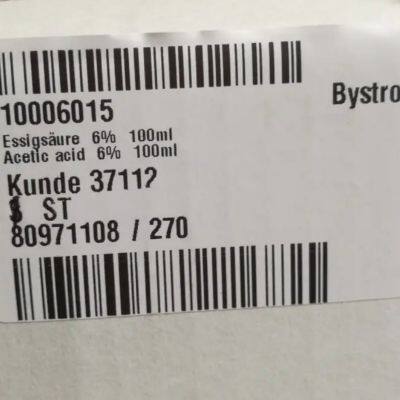 10006015
Bystro
Essigsäure 6% 100ml
Acetic acid 6% 100ml
Kunde 37112
ST
80971108 / 270